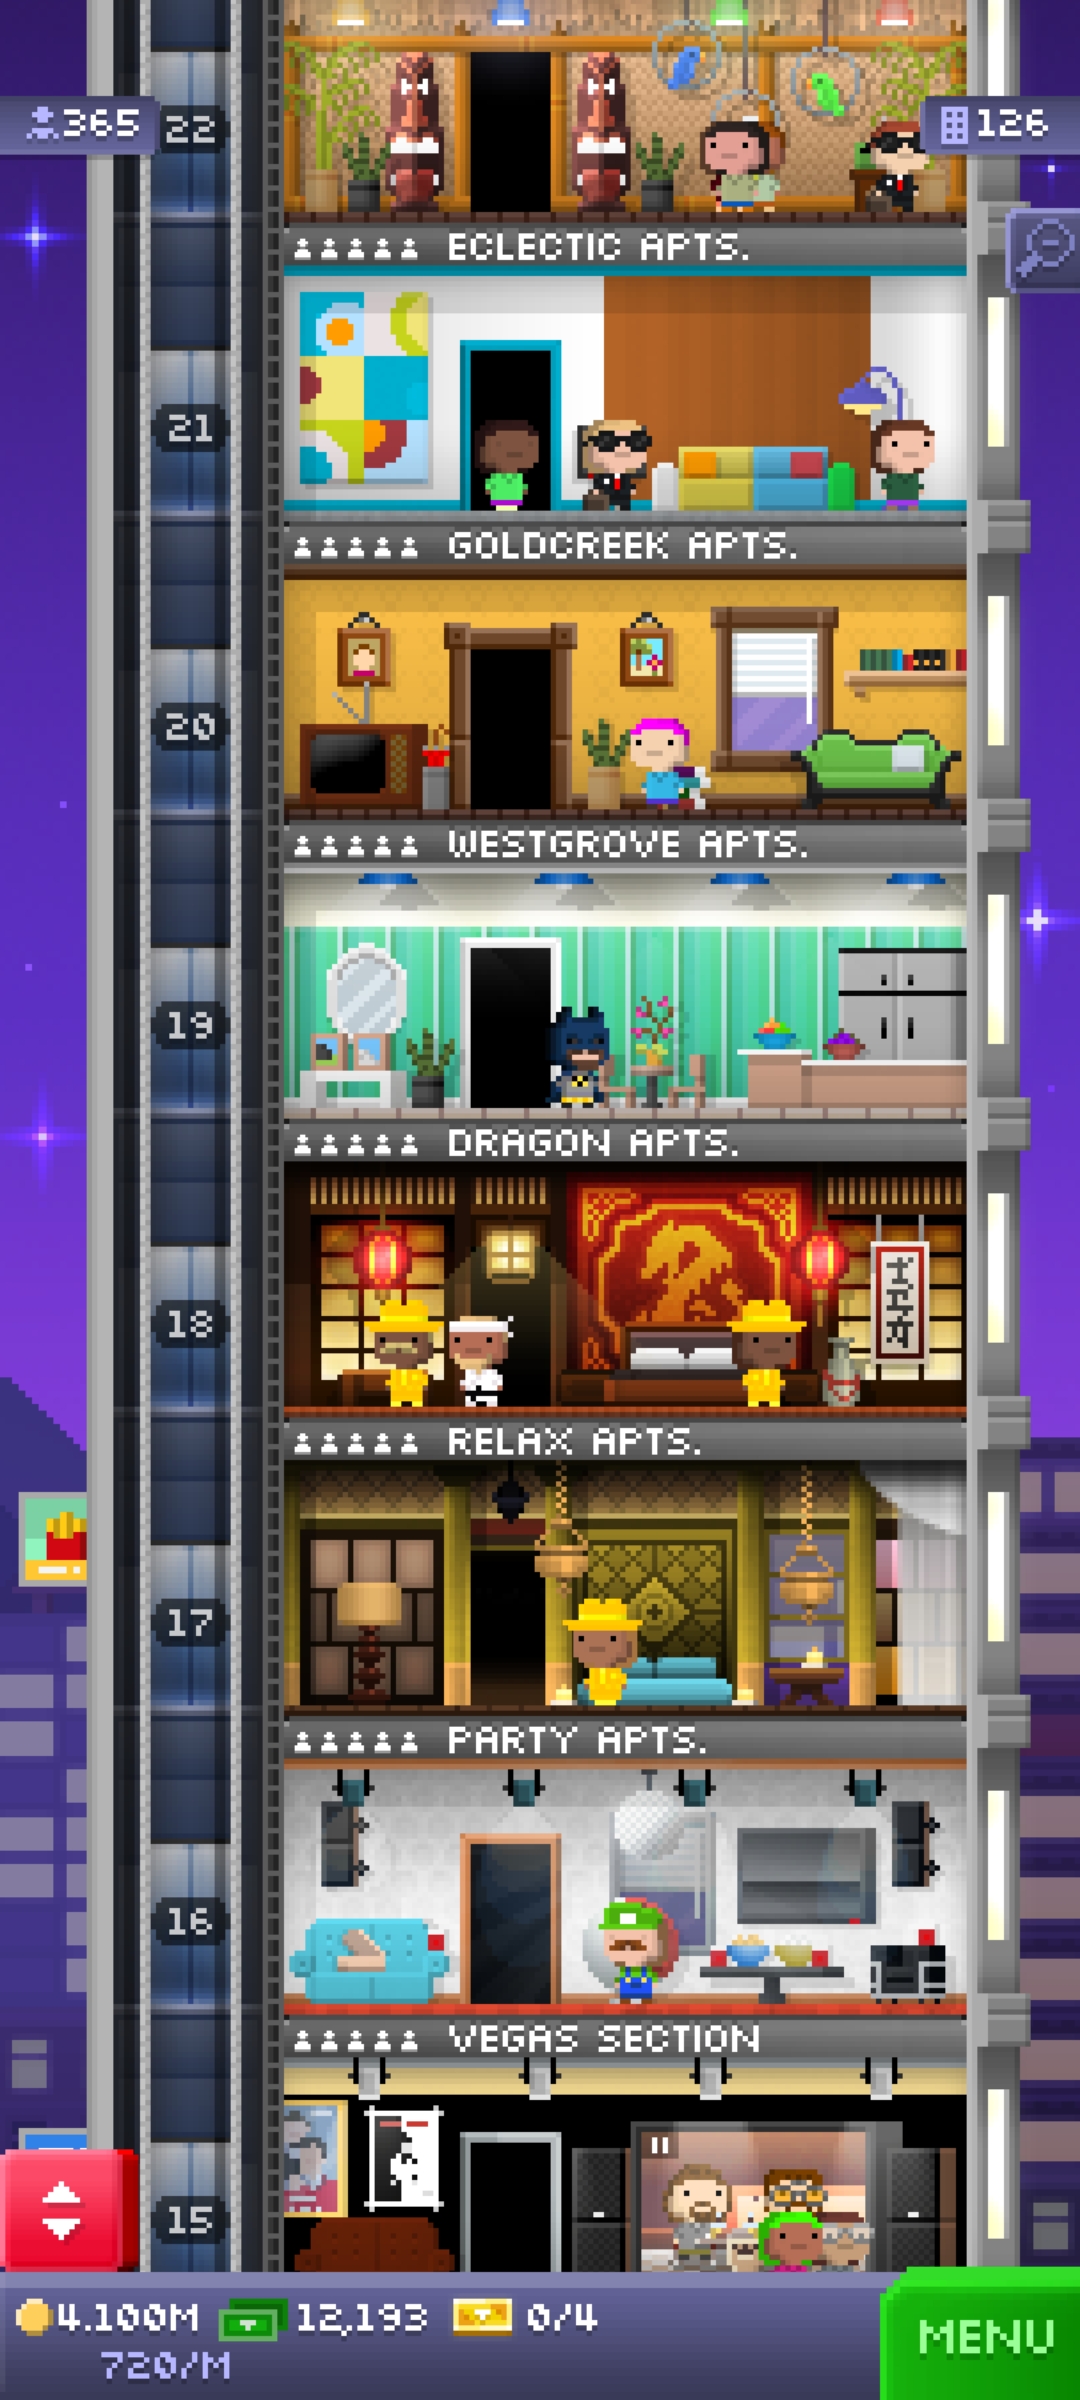 365
22
126
ECLECTIC APTS.
21
GOLDCREEK APTS.
20
WESTGROVE APTS.
19
DRAGON APTS.
18
RELAX APTS.
17
PARTY APTS.
16
VEGAS SECTION
15
4.100M 12,193 0/4
720/M
MENU